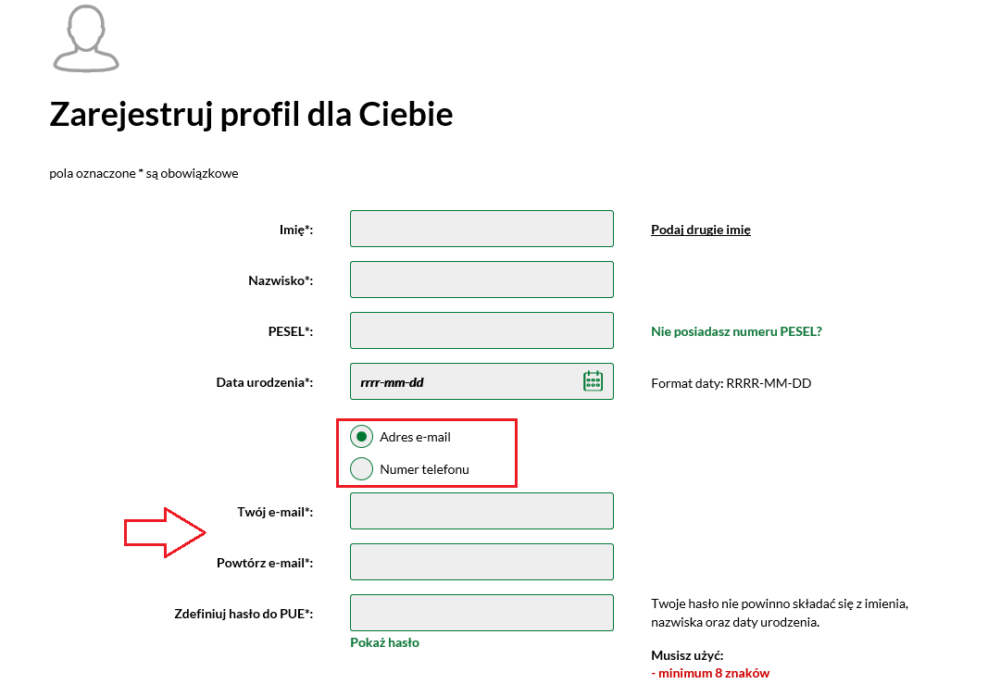 Zarejestruj profil dla Ciebie
pola oznaczone * są obowiązkowe
Imię*:
Podaj drugie imię
Nazwisko*:
PESEL*:
Nie posiadasz numeru PESEL?
Data urodzenia*:
rrrr-mm-dd
Format daty: RRRR-MM-DD
Adres e-mail
Numer telefonu
Twój e-mail*:
Powtórz e-mail*:
Zdefiniuj hasło do PUE*:
Pokaż hasło
Twoje hasło nie powinno składać się z imienia,
nazwiska oraz daty urodzenia.
Musisz użyć:
- minimum 8 znaków